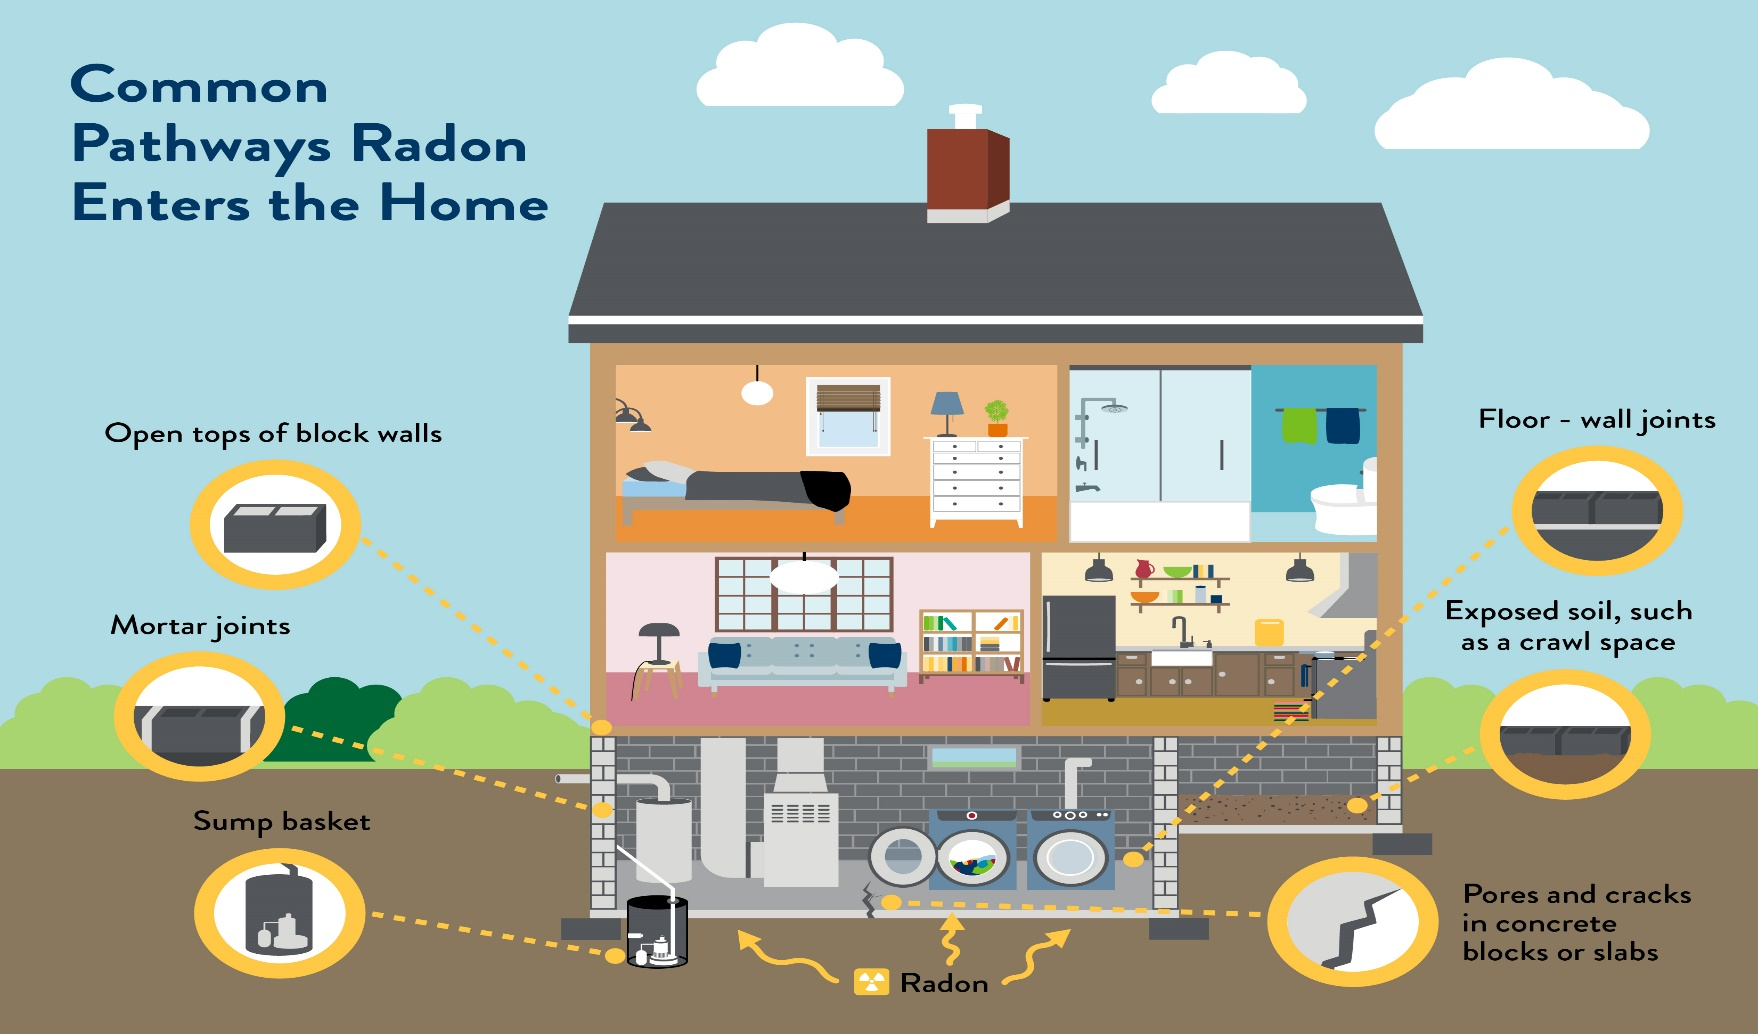 Common
Pathways Radon
Enters the Home
Open tops of block walls
Mortar joints
Sump basket
Floor - wall joints
Exposed soil, such
as a crawl space
Pores and cracks
in concrete
blocks or slabs
Radon